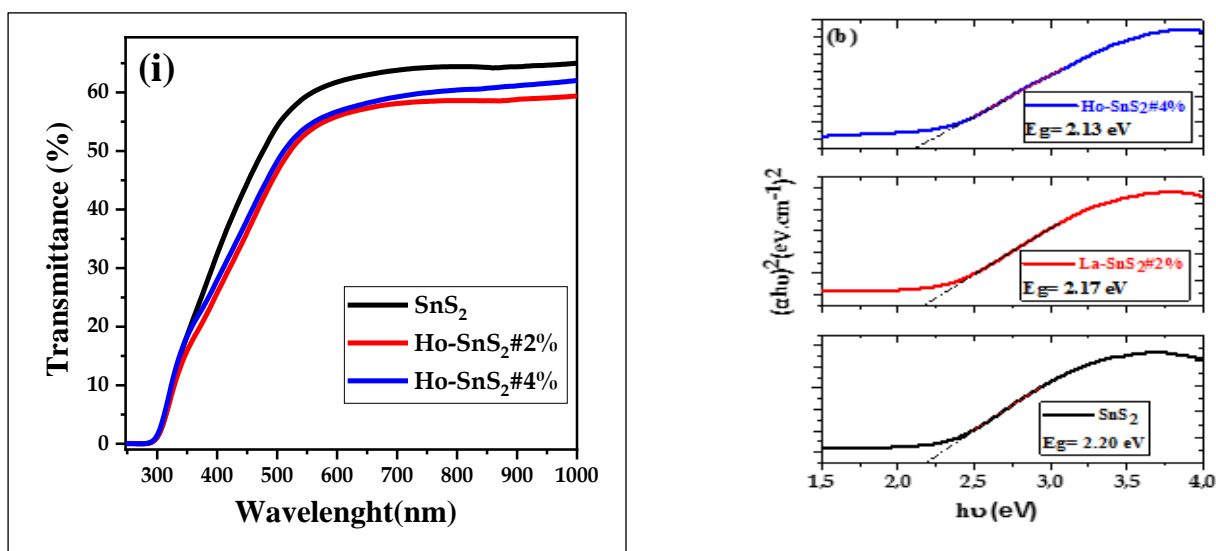 (i)
Transmittance (%)
60
50
40
30
20
10
0
SnS₂
Ho-SnS₂#2%
Ho-SnS₂#4%
300 400 500 600 700 800 900 1000
Wavelenght(nm)
(b)
Ho-SnS₂#4%
Eg= 2.13 eV
(αhυ)²(eV.cm⁻¹)²
La-SnS₂#2%
Eg= 2.17 eV
SnS₂
Eg= 2.20 eV
1,5 2,0 2,5 3,0 3,5 4,0
hυ (eV)